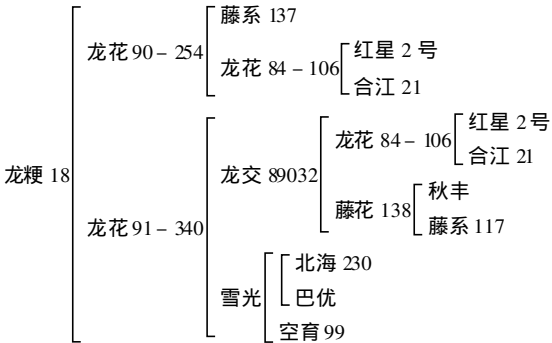 藤系 137
龙花 90 – 254
红星 2 号
龙花 84 – 106
合江 21
红星 2 号
龙花 84 – 106
合江 21
龙交 89032
龙粳 18
秋丰
藤花 138
藤系 117
龙花 91 – 340
北海 230
雪光
巴优
空育 99